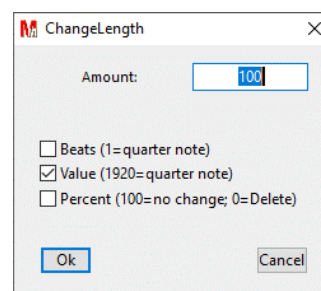 ChangeLength
Amount: 100
Beats (1=quarter note)
Value (1920=quarter note)
Percent (100=no change; 0=Delete)
Ok Cancel